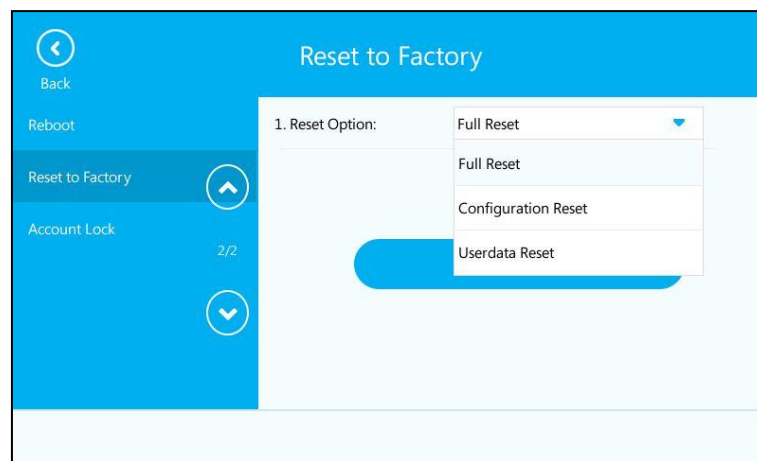 Reset to Factory
Back
Reboot
1. Reset Option:
Full Reset
Full Reset
Reset to Factory
Configuration Reset
Account Lock
2/2
Userdata Reset